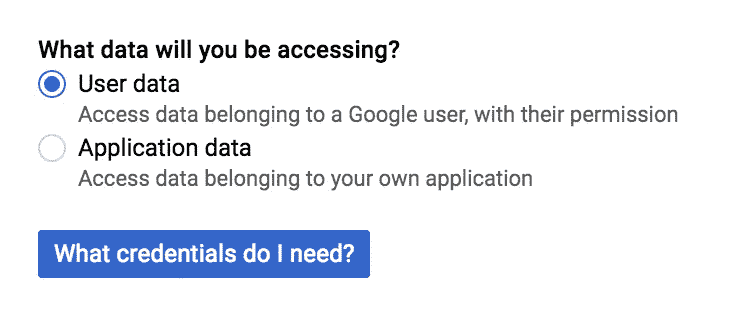 What data will you be accessing?
User data
Access data belonging to a Google user, with their permission
Application data
Access data belonging to your own application
What credentials do I need?